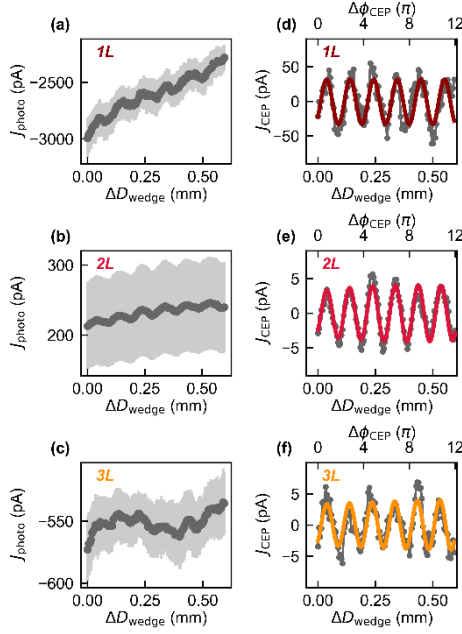 (a)
1L
J_photo (pA)
−2500
−3000
0.00 0.25 0.50
ΔD_wedge (mm)
(d)
Δϕ_CEP (π)
0 4 8 12
1L
J_CEP (pA)
50
0
−50
0.00 0.25 0.50
ΔD_wedge (mm)
(b)
2L
J_photo (pA)
300
200
0.00 0.25 0.50
ΔD_wedge (mm)
(e)
Δϕ_CEP (π)
0 4 8 12
2L
J_CEP (pA)
5
0
−5
0.00 0.25 0.50
ΔD_wedge (mm)
(c)
3L
J_photo (pA)
−550
−600
0.00 0.25 0.50
ΔD_wedge (mm)
(f)
Δϕ_CEP (π)
0 4 8 12
3L
J_CEP (pA)
5
0
−5
0.00 0.25 0.50
ΔD_wedge (mm)